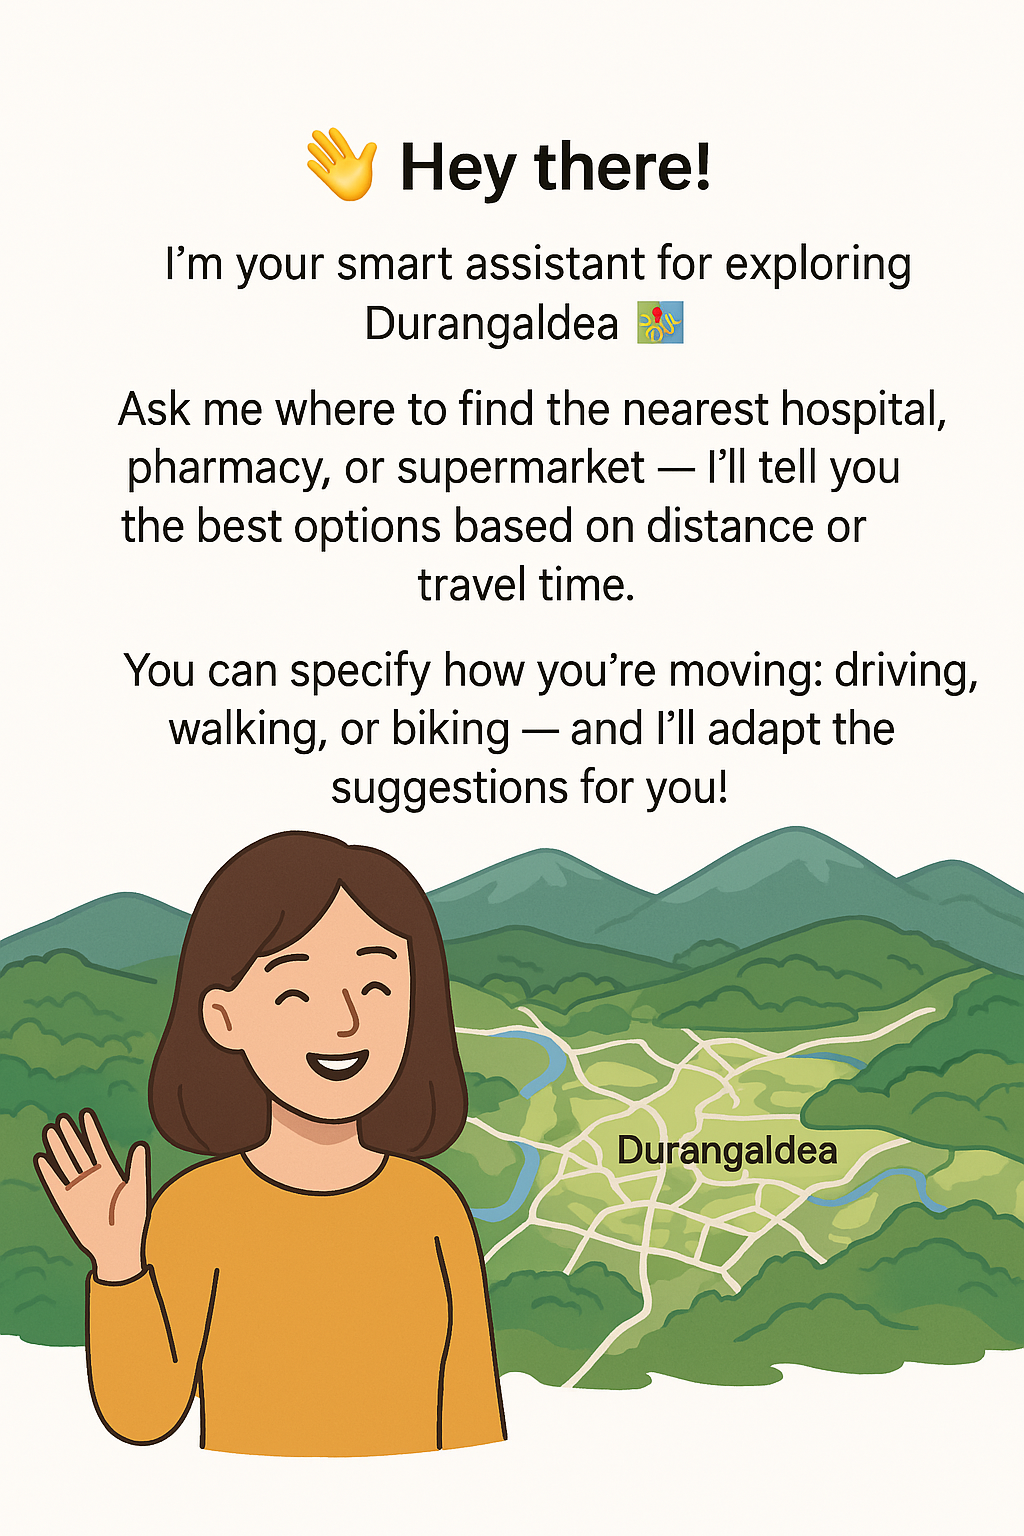 👋 Hey there!
I’m your smart assistant for exploring
Durangaldea 🗺️
Ask me where to find the nearest hospital,
pharmacy, or supermarket — I’ll tell you
the best options based on distance or
travel time.
You can specify how you’re moving: driving,
walking, or biking — and I’ll adapt the
suggestions for you!
Durangaldea